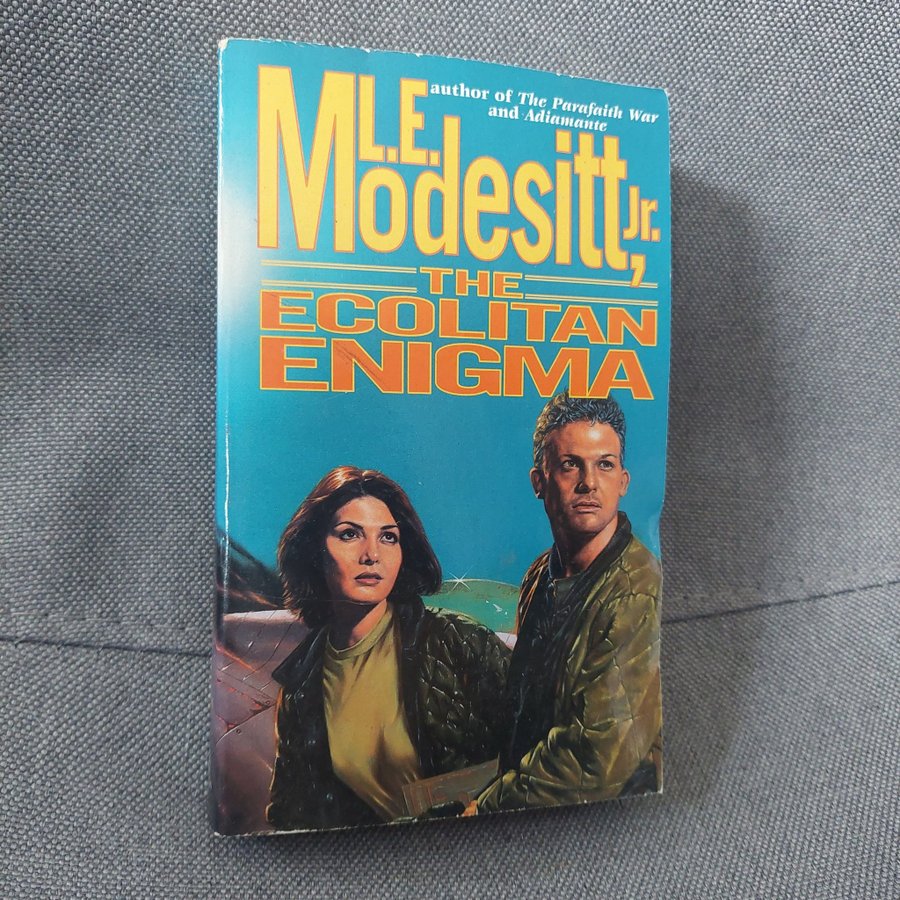 author of The Parafaith War
and Adiamante
L.E.
Modesitt, Jr.
THE
ECOLITAN
ENIGMA